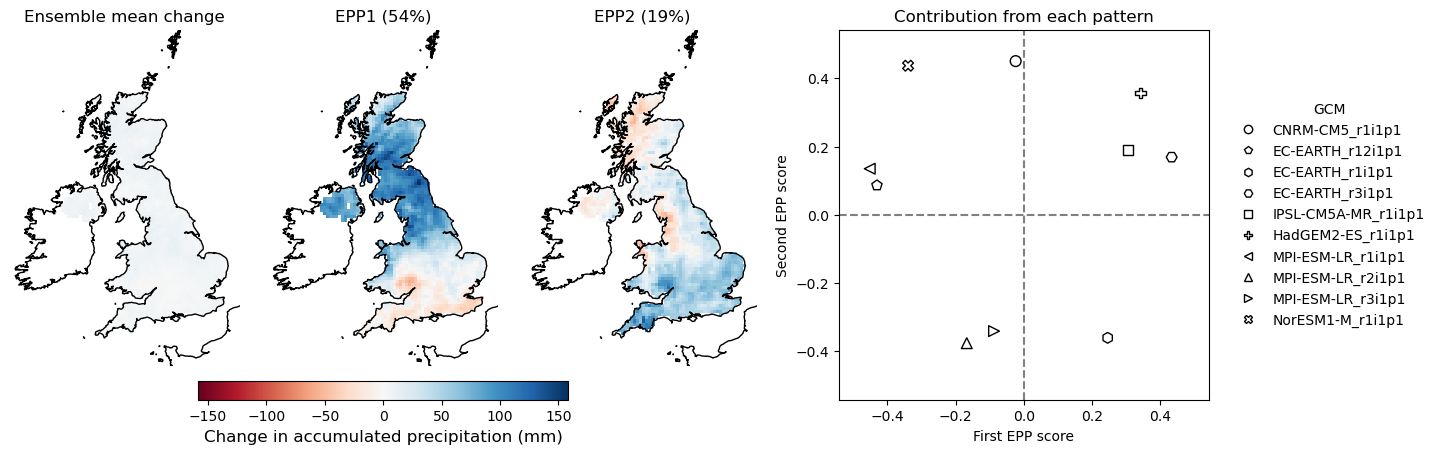 Ensemble mean change
EPP1 (54%)
EPP2 (19%)
Contribution from each pattern
−150 −100 −50 0 50 100 150
Change in accumulated precipitation (mm)
Second EPP score
0.4
0.2
0.0
−0.2
−0.4
−0.4 −0.2 0.0 0.2 0.4
First EPP score
GCM
CNRM-CM5_r1i1p1
EC-EARTH_r12i1p1
EC-EARTH_r1i1p1
EC-EARTH_r3i1p1
IPSL-CM5A-MR_r1i1p1
HadGEM2-ES_r1i1p1
MPI-ESM-LR_r1i1p1
MPI-ESM-LR_r2i1p1
MPI-ESM-LR_r3i1p1
NorESM1-M_r1i1p1